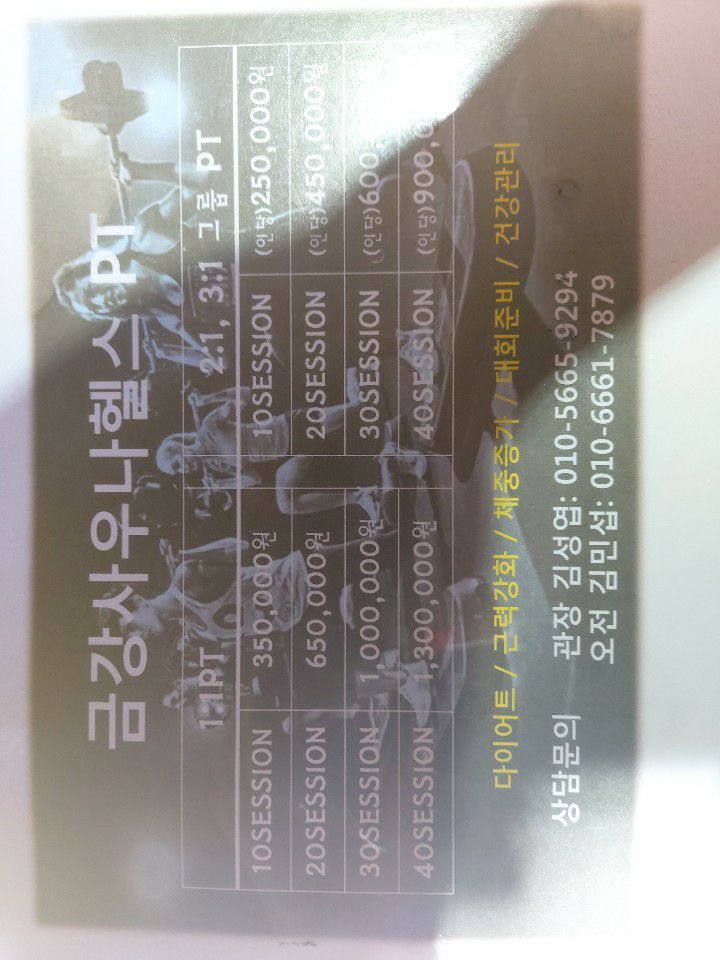 금강사우나헬스 PT
1:1PT 2:1, 3:1 그룹 PT
10SESSION 350,000원 10SESSION (인당)250,000원
20SESSION 650,000원 20SESSION (인당)450,000원
30SESSION 1,000,000원 30SESSION (인당)600,
40SESSION 1,300,000원 40SESSION (인당)900,
다이어트 / 근력강화 / 체중증가 / 대회준비 / 건강관리
상담문의 관장 김성엽: 010-5665-9294
오전 김민섭: 010-6661-7879